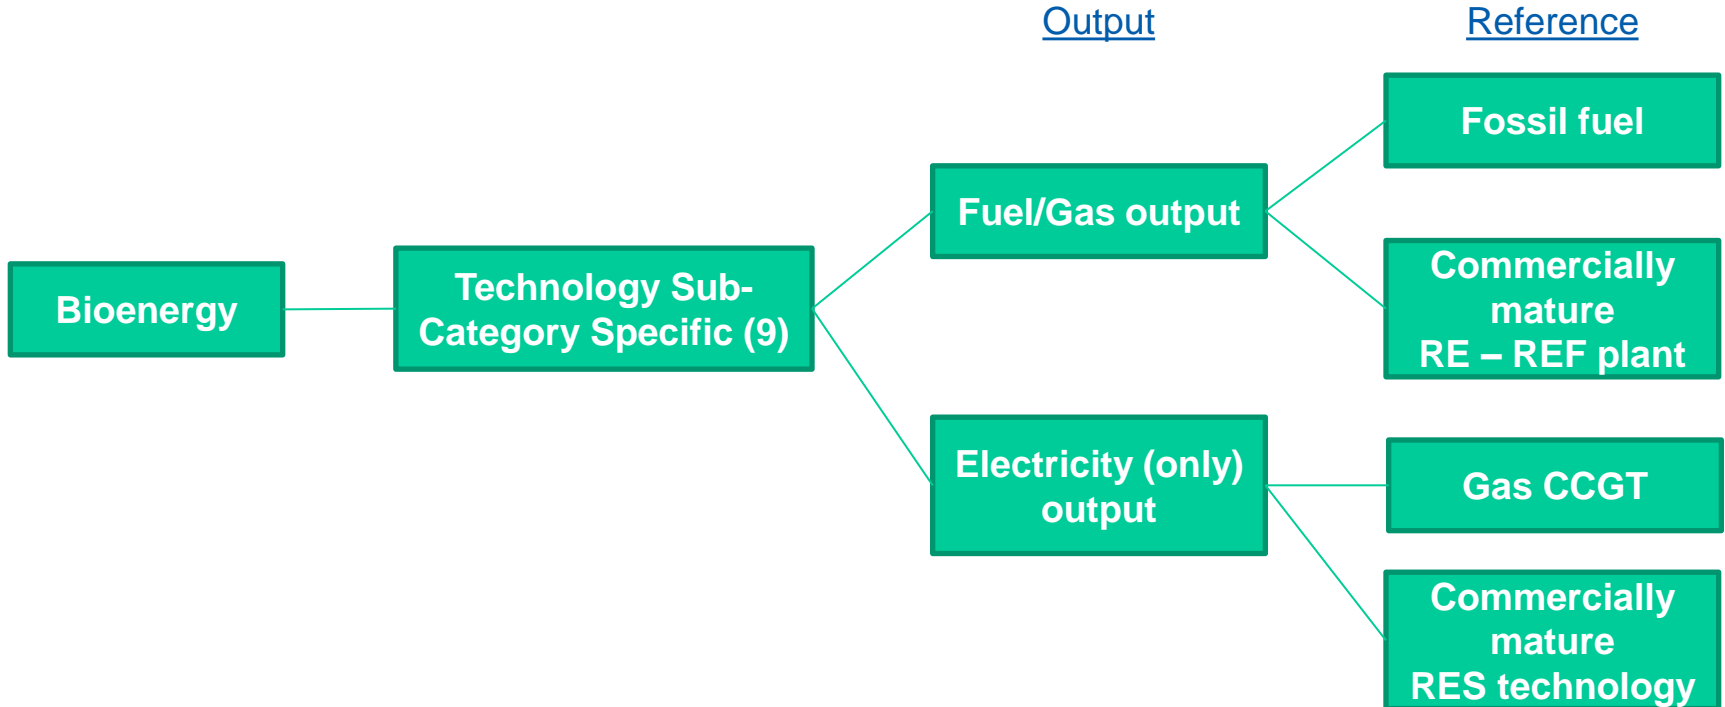 Output
Reference
Fossil fuel
Fuel/Gas output
Commercially
mature
RE – REF plant
Bioenergy
Technology Sub-
Category Specific (9)
Electricity (only)
output
Gas CCGT
Commercially
mature
RES technology